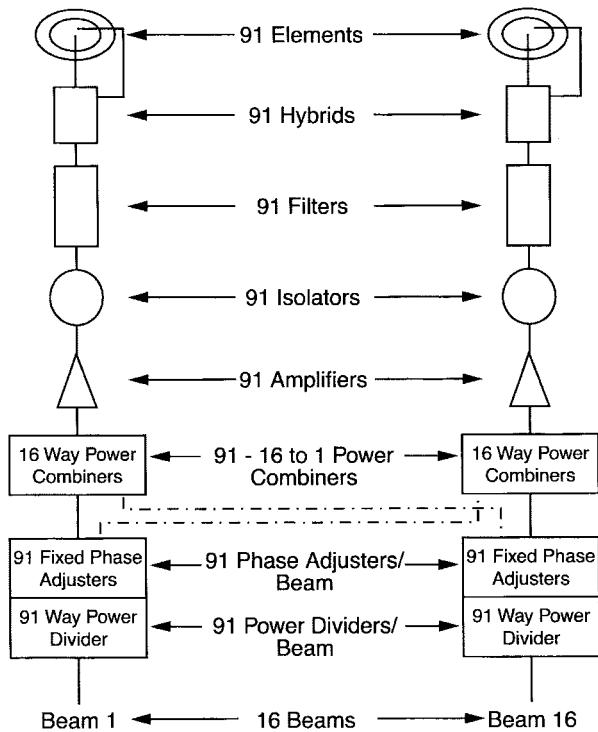 91 Elements
91 Hybrids
91 Filters
91 Isolators
91 Amplifiers
16 Way Power
Combiners
91 - 16 to 1 Power
Combiners
16 Way Power
Combiners
91 Fixed Phase
Adjusters
91 Phase Adjusters/
Beam
91 Fixed Phase
Adjusters
91 Way Power
Divider
91 Power Dividers/
Beam
91 Way Power
Divider
Beam 1
16 Beams
Beam 16